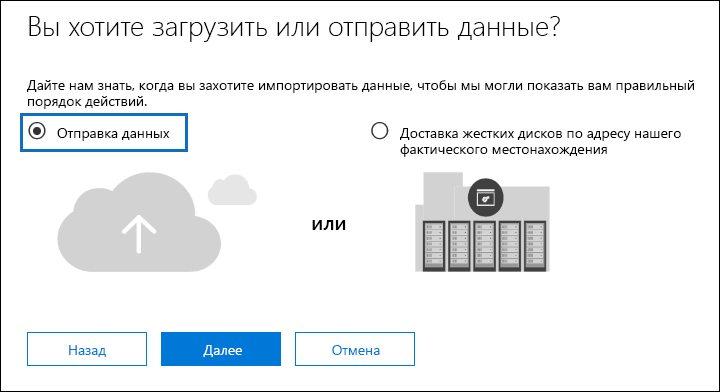 Вы хотите загрузить или отправить данные?
Дайте нам знать, когда вы захотите импортировать данные, чтобы мы могли показать вам правильный
порядок действий.
Отправка данных
Доставка жестких дисков по адресу нашего
фактического местонахождения
или
Назад
Далее
Отмена